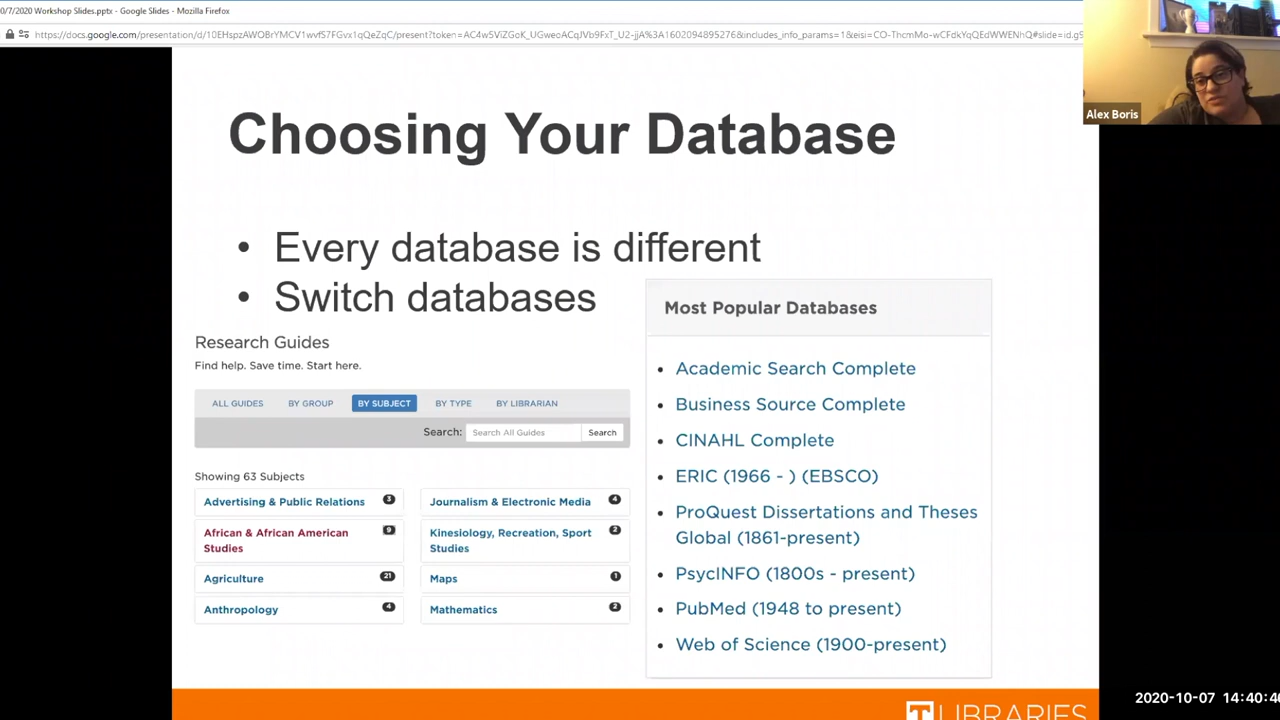 0/7/2020 Workshop Slides.pptx - Google Slides - Mozilla Firefox
Alex Boris
Choosing Your Database
• Every database is different
• Switch databases
Research Guides
Find help. Save time. Start here.
ALL GUIDES BY GROUP BY SUBJECT BY TYPE BY LIBRARIAN
Search: Search All Guides Search
Showing 63 Subjects
Advertising & Public Relations 3
African & African American
Studies 9
Agriculture 21
Anthropology 4
Journalism & Electronic Media 4
Kinesiology, Recreation, Sport
Studies 2
Maps 1
Mathematics 2
Most Popular Databases
• Academic Search Complete
• Business Source Complete
• CINAHL Complete
• ERIC (1966 - ) (EBSCO)
• ProQuest Dissertations and Theses
Global (1861-present)
• PsycINFO (1800s - present)
• PubMed (1948 to present)
• Web of Science (1900-present)
T LIBRARIES
2020-10-07 14:40:4